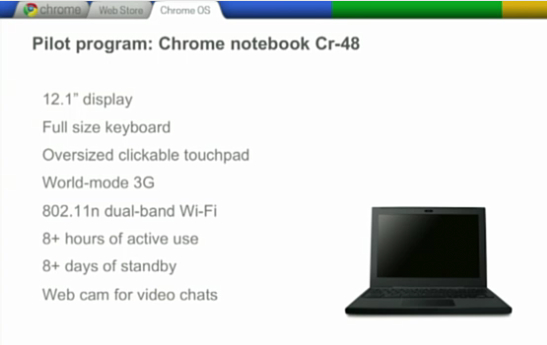 chrome Web Store Chrome OS
Pilot program: Chrome notebook Cr-48
12.1” display
Full size keyboard
Oversized clickable touchpad
World-mode 3G
802.11n dual-band Wi-Fi
8+ hours of active use
8+ days of standby
Web cam for video chats